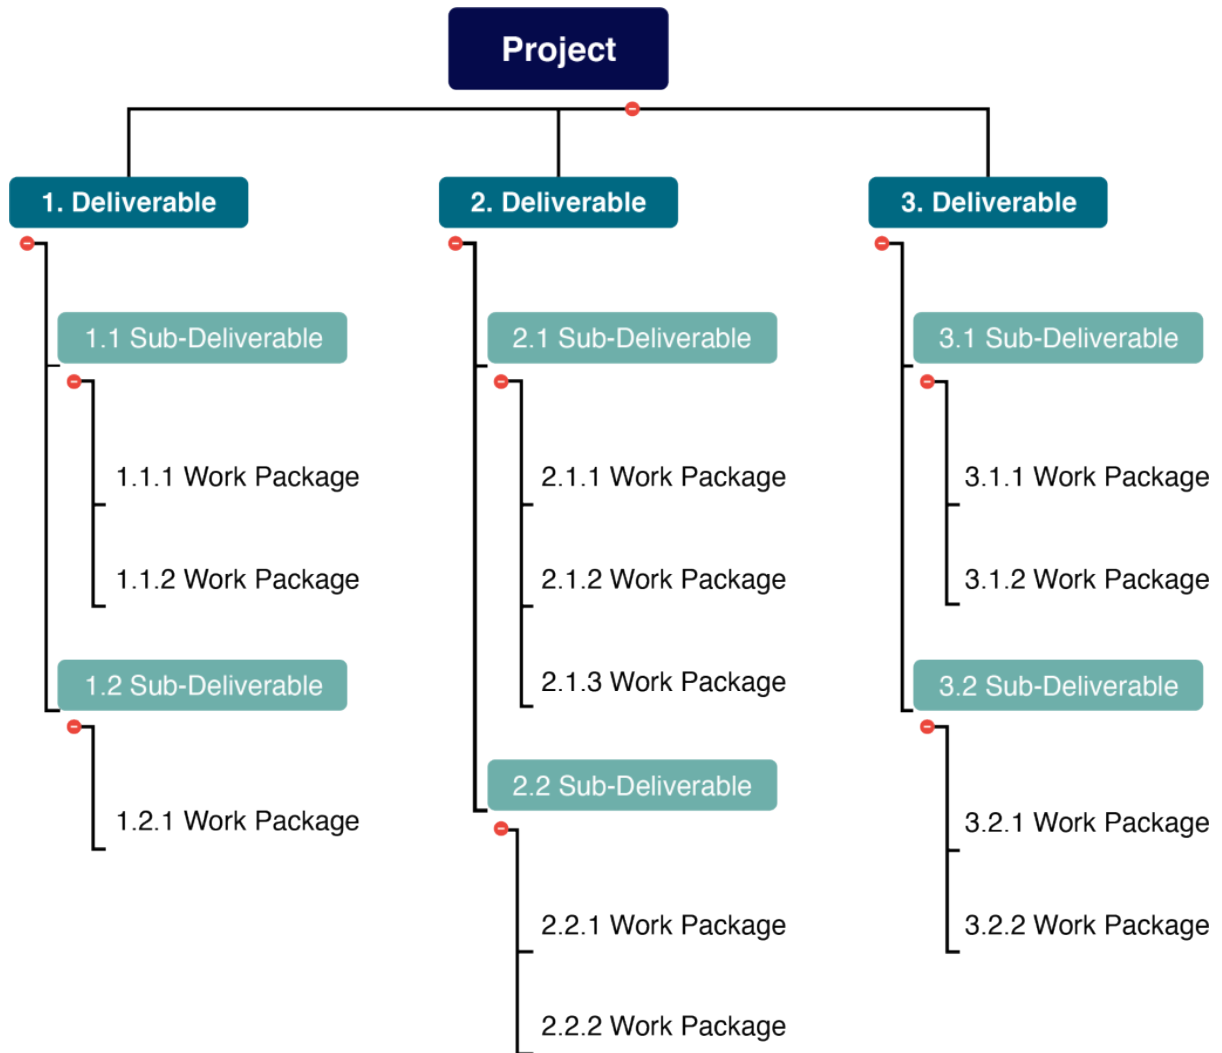 Project
1. Deliverable
1.1 Sub-Deliverable
1.1.1 Work Package
1.1.2 Work Package
1.2 Sub-Deliverable
1.2.1 Work Package
2. Deliverable
2.1 Sub-Deliverable
2.1.1 Work Package
2.1.2 Work Package
2.1.3 Work Package
2.2 Sub-Deliverable
2.2.1 Work Package
2.2.2 Work Package
3. Deliverable
3.1 Sub-Deliverable
3.1.1 Work Package
3.1.2 Work Package
3.2 Sub-Deliverable
3.2.1 Work Package
3.2.2 Work Package